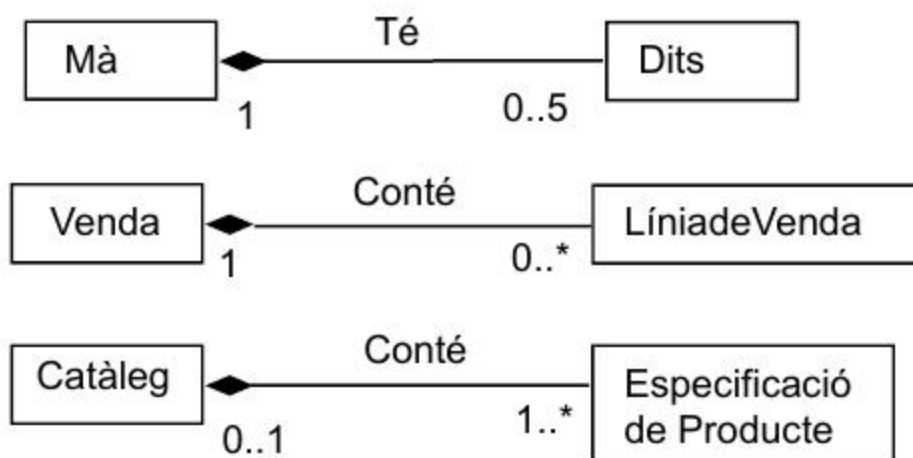 Té
Mà
Dits
1
0..5
Conté
Venda
LíniadeVenda
1
0..*
Conté
Catàleg
Especificació
de Producte
0..1
1..*